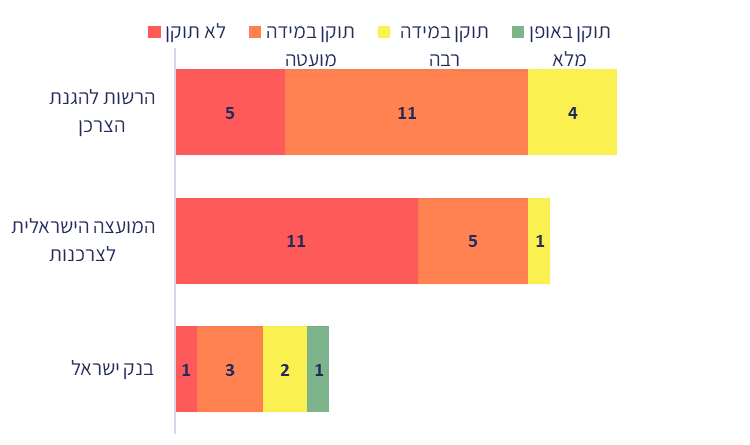 לא תוקן
תוקן במידה
מועטה
תוקן במידה
רבה
תוקן באופן
מלא
הרשות להגנת
הצרכן
5
11
4
המועצה הישראלית
לצרכנות
11
5
1
בנק ישראל
1
3
2
1